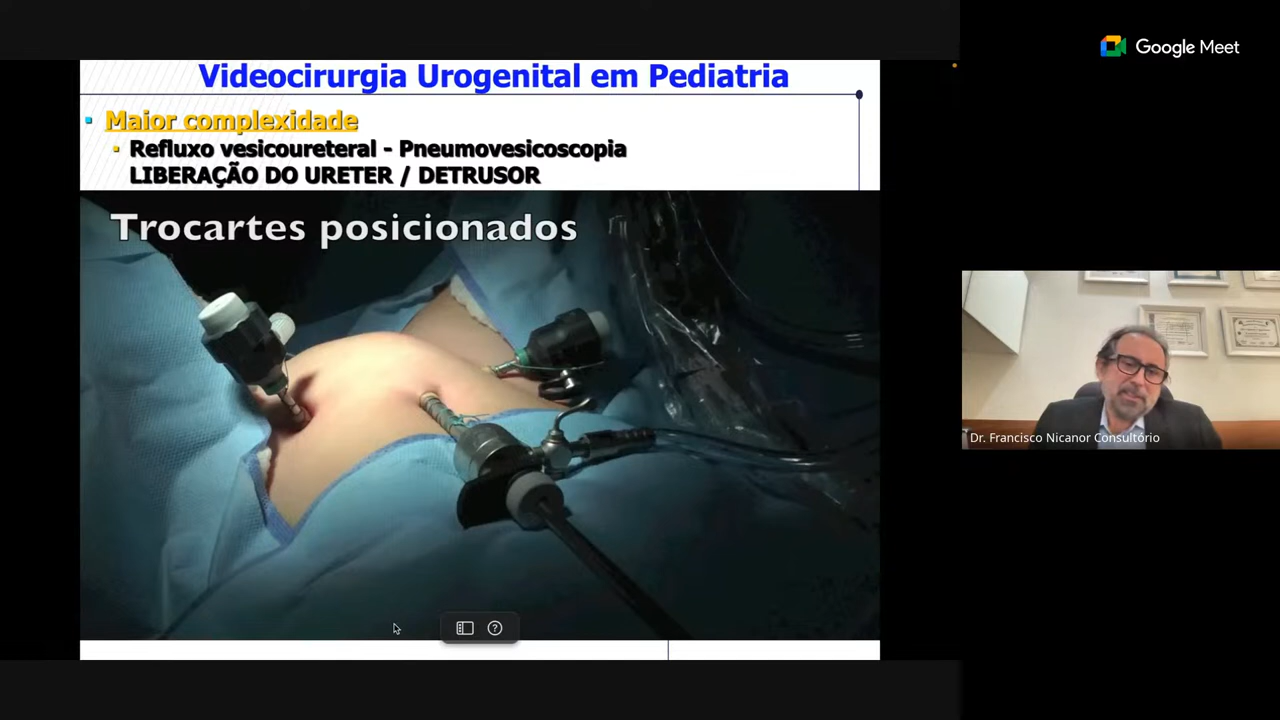 Videocirurgia Urogenital em Pediatria
Google Meet
Maior complexidade
Refluxo vesicoureteral - Pneumovesicoscopia
LIBERAÇÃO DO URETER / DETRUSOR
Trocartes posicionados
Dr. Francisco Nicanor Consultório